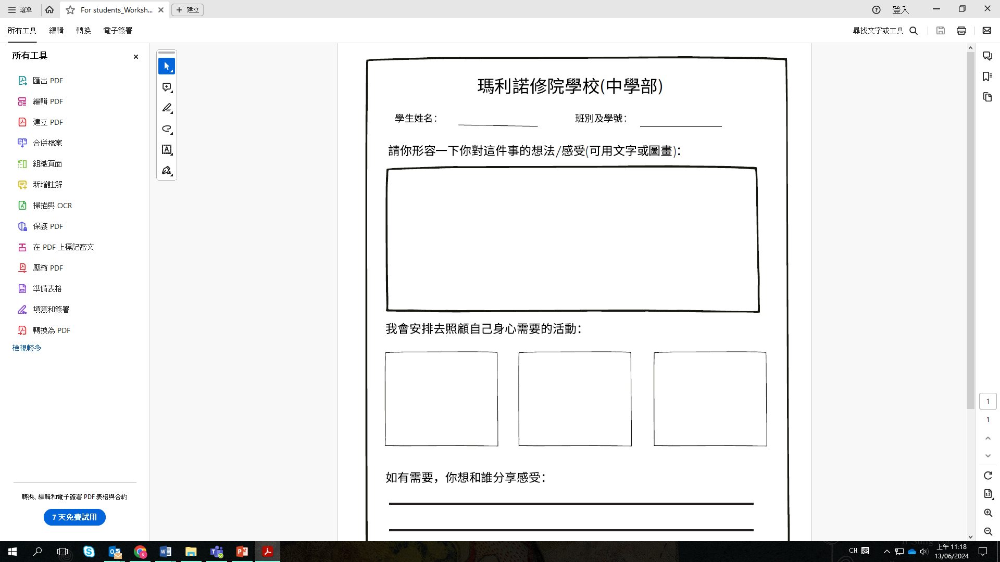 選單
For students_Worksh...
建立
登入
所有工具
編輯
轉換
電子簽署
尋找文字或工具
所有工具
匯出 PDF
編輯 PDF
建立 PDF
合併檔案
組織頁面
新增註解
掃描與 OCR
保護 PDF
在 PDF 上標記密文
壓縮 PDF
準備表格
填寫和簽署
轉換為 PDF
檢視較多
轉換、編輯和電子簽署 PDF 表格與合約
7 天免費試用
瑪利諾修院學校(中學部)
學生姓名：
班別及學號：
請你形容一下你對這件事的想法/感受(可用文字或圖畫)：
我會安排去照顧自己身心需要的活動：
如有需要，你想和誰分享感受：
1
1
CH 速
上午 11:18
13/06/2024